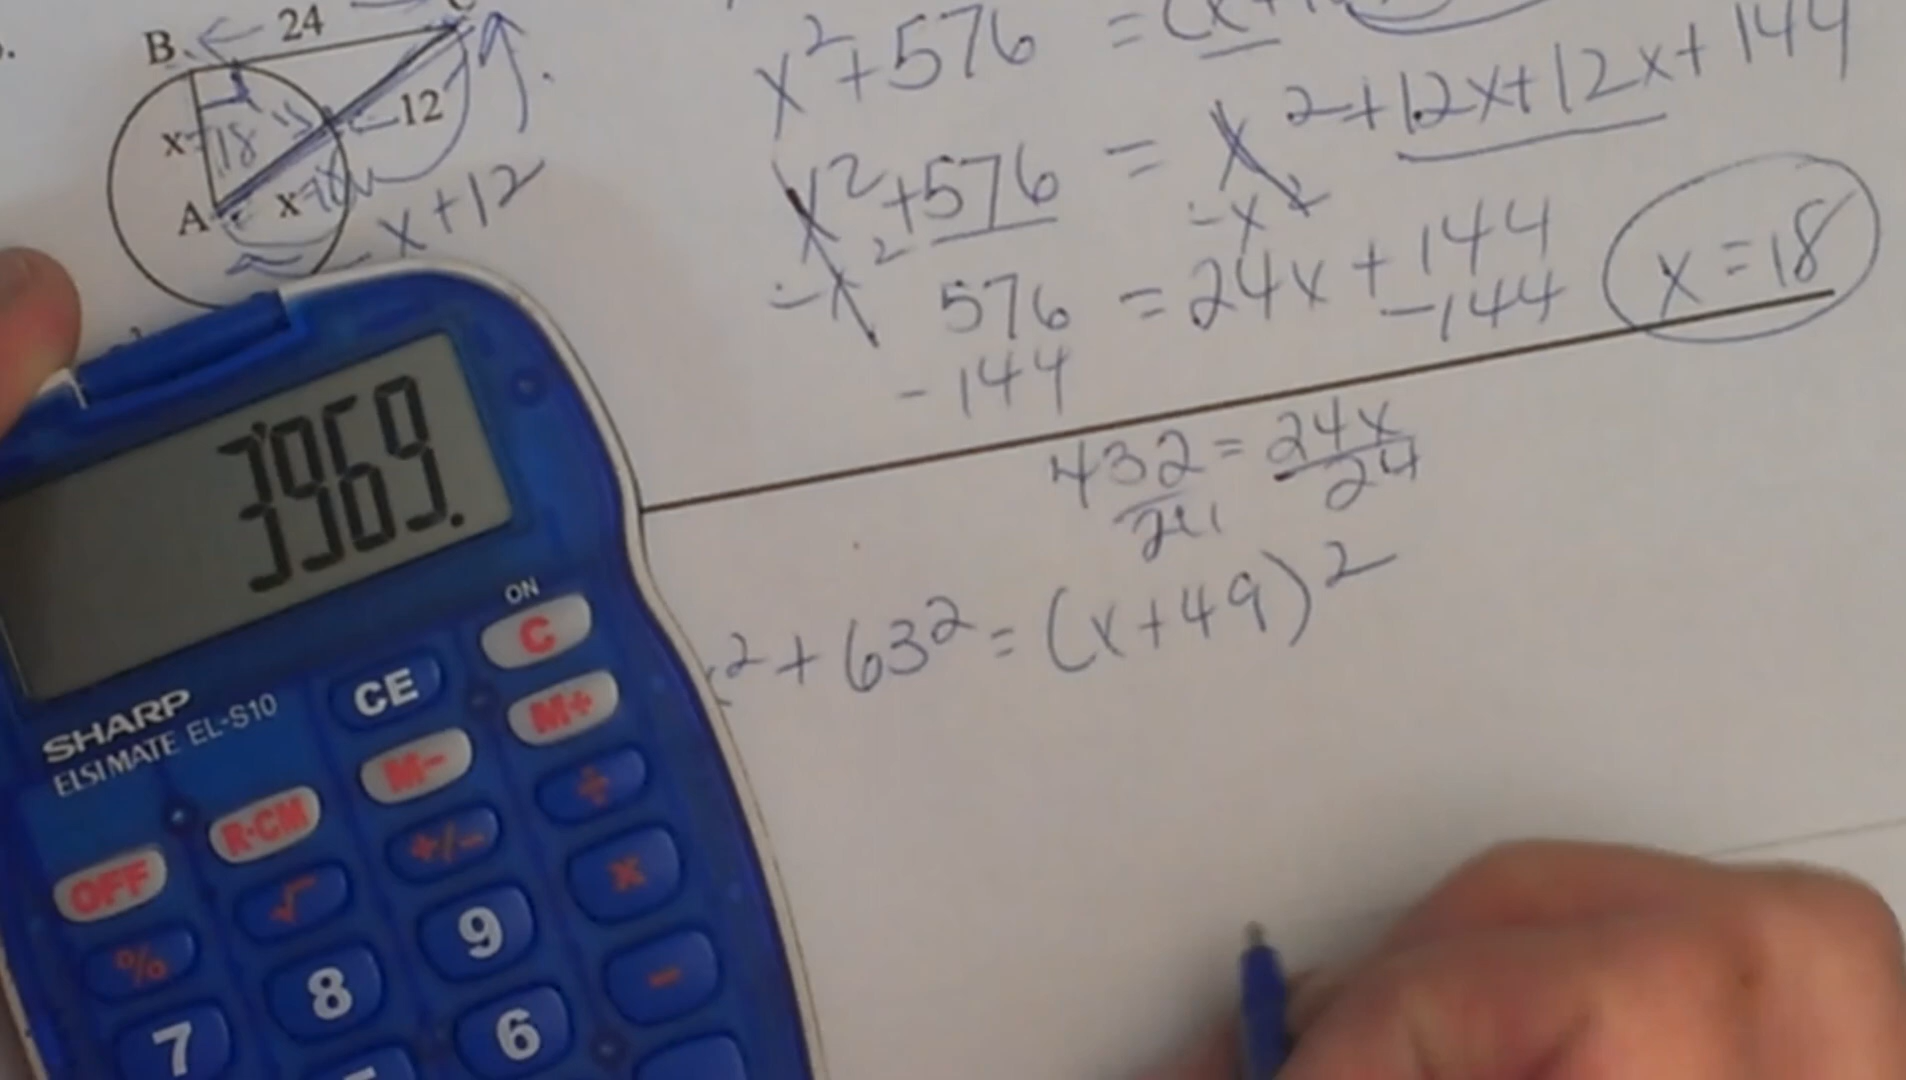 B 24
12
x 18
A x x+12
x²+576 = (x+
x²+576 = x²+12x+12x+144
-x² -x²
576 = 24x+144
-144 -144
x=18
432 = 24x
24
²+63²=(x+49)²
3969.
SHARP
ELSIMATE EL-S10
ON
C
CE
M+
M-
R·CM
OFF
÷
+/-
√
%
×
9
8
7
-
6